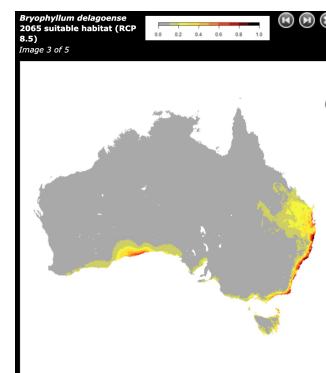 Bryophyllum delagoense
2065 suitable habitat (RCP
8.5)
Image 3 of 5
0.0 0.2 0.4 0.6 0.8 1.0